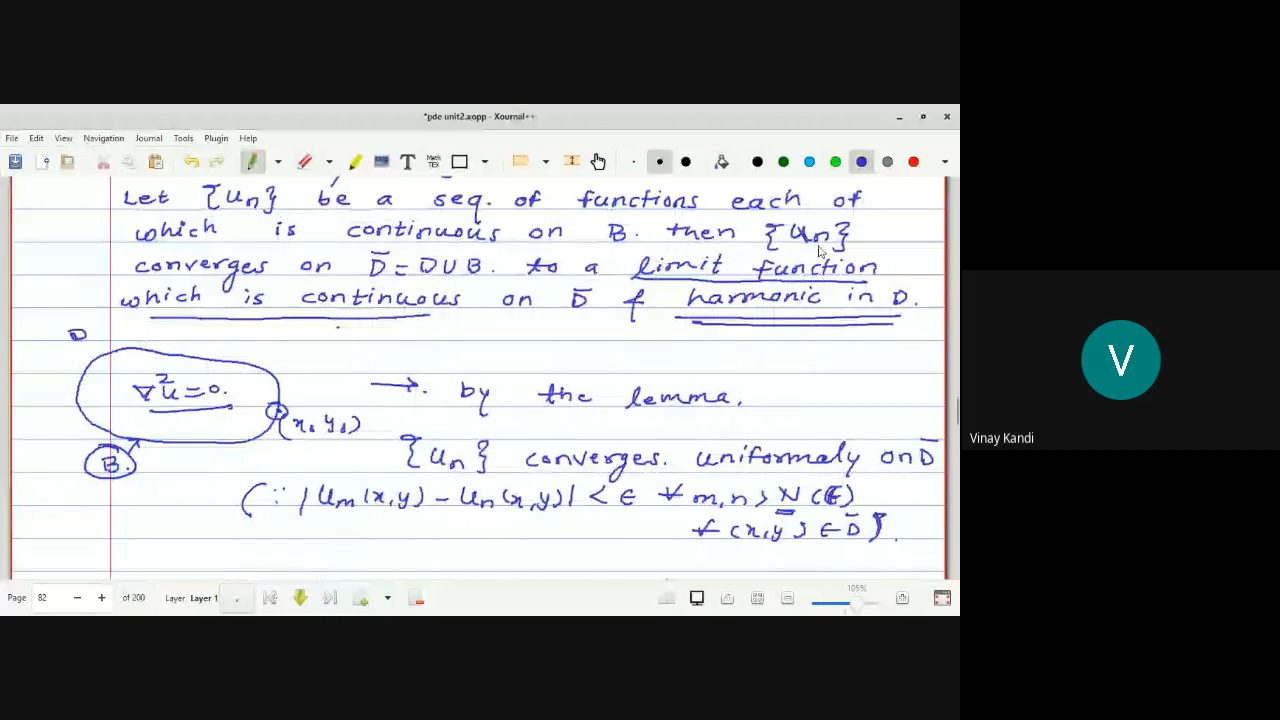 *pde unit2.xopp - Xournal++
File Edit View Navigation Journal Tools Plugin Help
Let {un} be a seq. of functions each of
which is continuous on B. then {un}
converges on D̄ = D∪B. to a limit function
which is continuous on D̄ & harmonic in D.
D
∇²u = 0.
→. by the lemma.
(x₀ y₀)
B.
{un} converges. uniformaly on D̄
(∵ |um(x,y) - un(x,y)| < ϵ ∀ m,n > N(ϵ)
∀ (x,y) ∈ D̄).
Page 82 of 200 Layer Layer 1 105%
V
Vinay Kandi